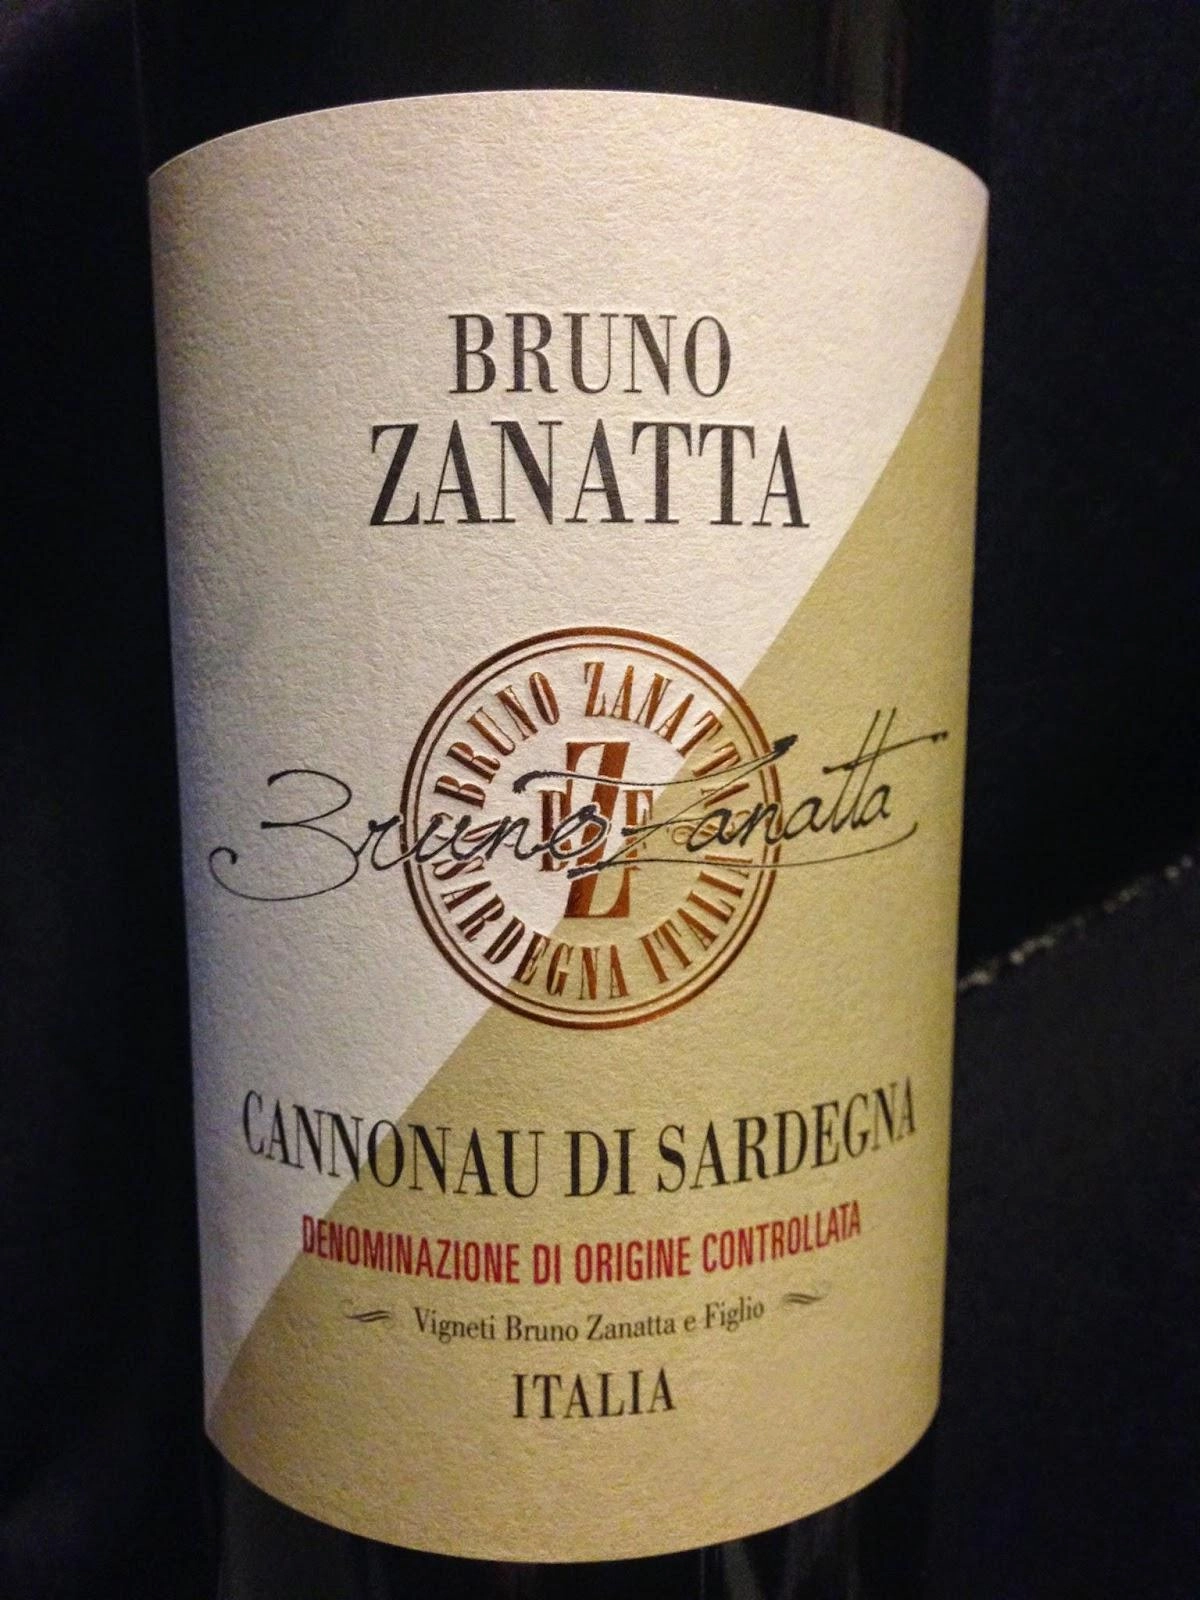 BRUNO
ZANATTA
BRUNO ZANATTA
BZF
Bruno Zanatta
SARDEGNA ITALIA
CANNONAU DI SARDEGNA
DENOMINAZIONE DI ORIGINE CONTROLLATA
Vigneti Bruno Zanatta e Figlio
ITALIA